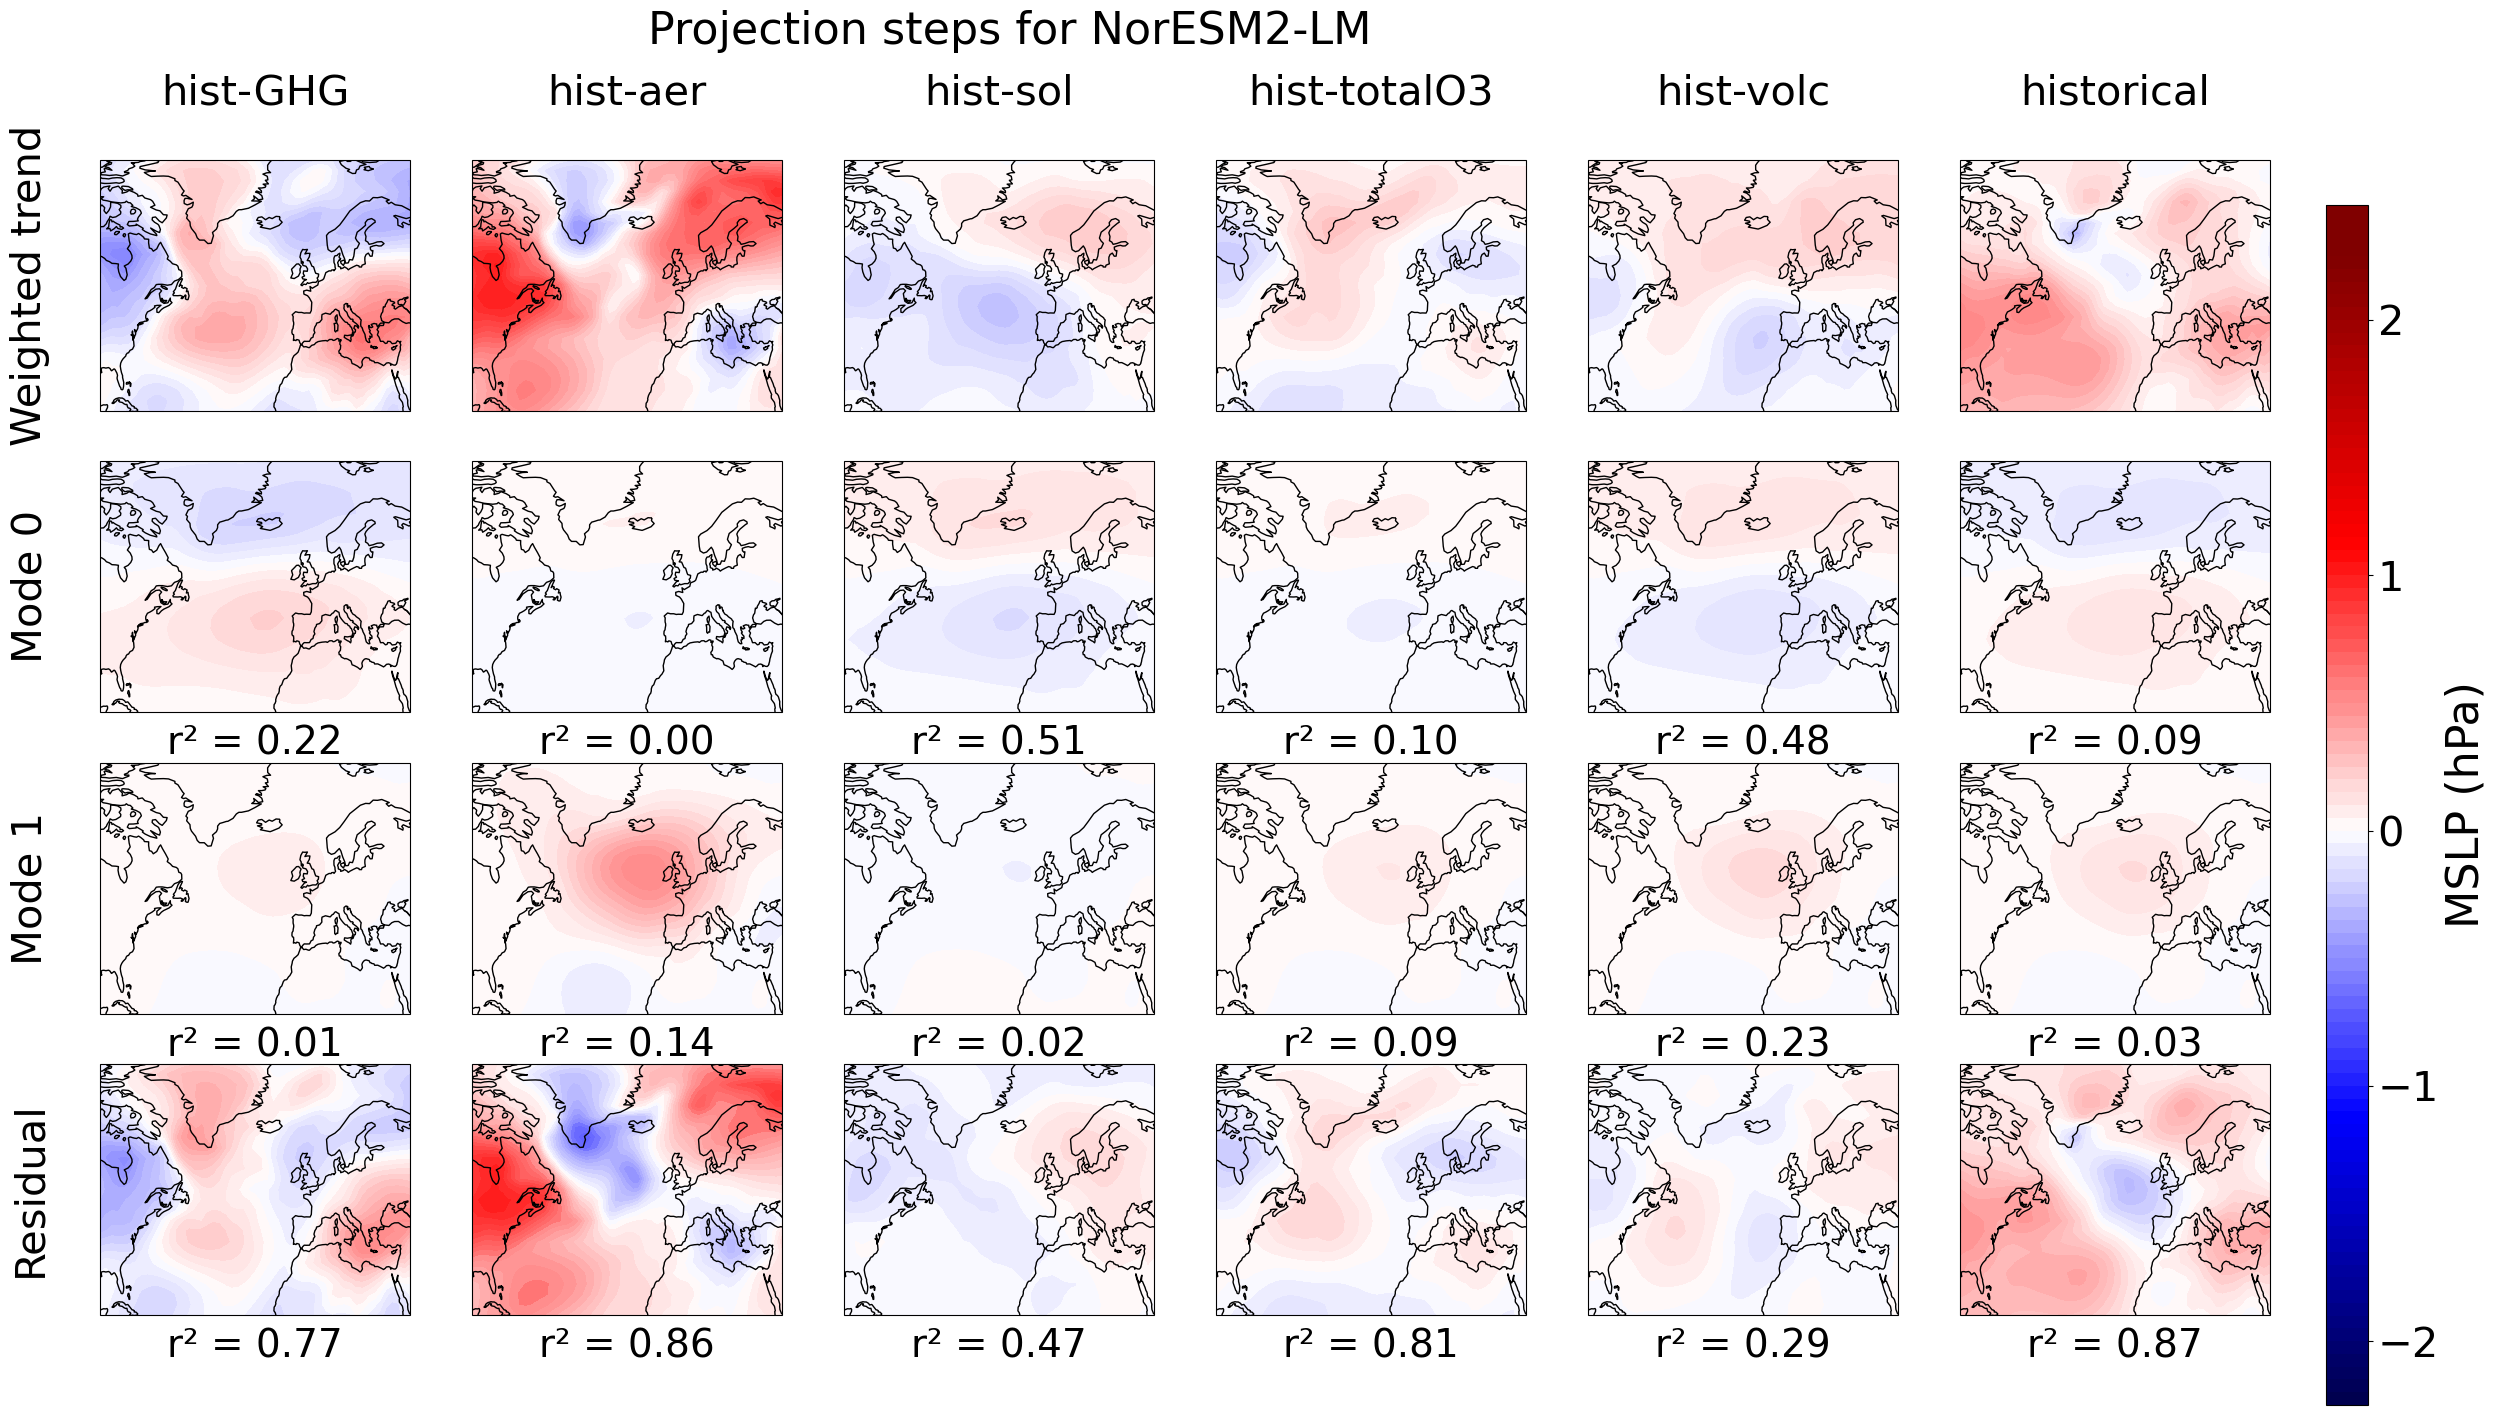 Projection steps for NorESM2-LM
hist-GHG
hist-aer
hist-sol
hist-totalO3
hist-volc
historical
Weighted trend
Mode 0
r² = 0.22
r² = 0.00
r² = 0.51
r² = 0.10
r² = 0.48
r² = 0.09
Mode 1
r² = 0.01
r² = 0.14
r² = 0.02
r² = 0.09
r² = 0.23
r² = 0.03
Residual
r² = 0.77
r² = 0.86
r² = 0.47
r² = 0.81
r² = 0.29
r² = 0.87
2
1
0
−1
−2
MSLP (hPa)